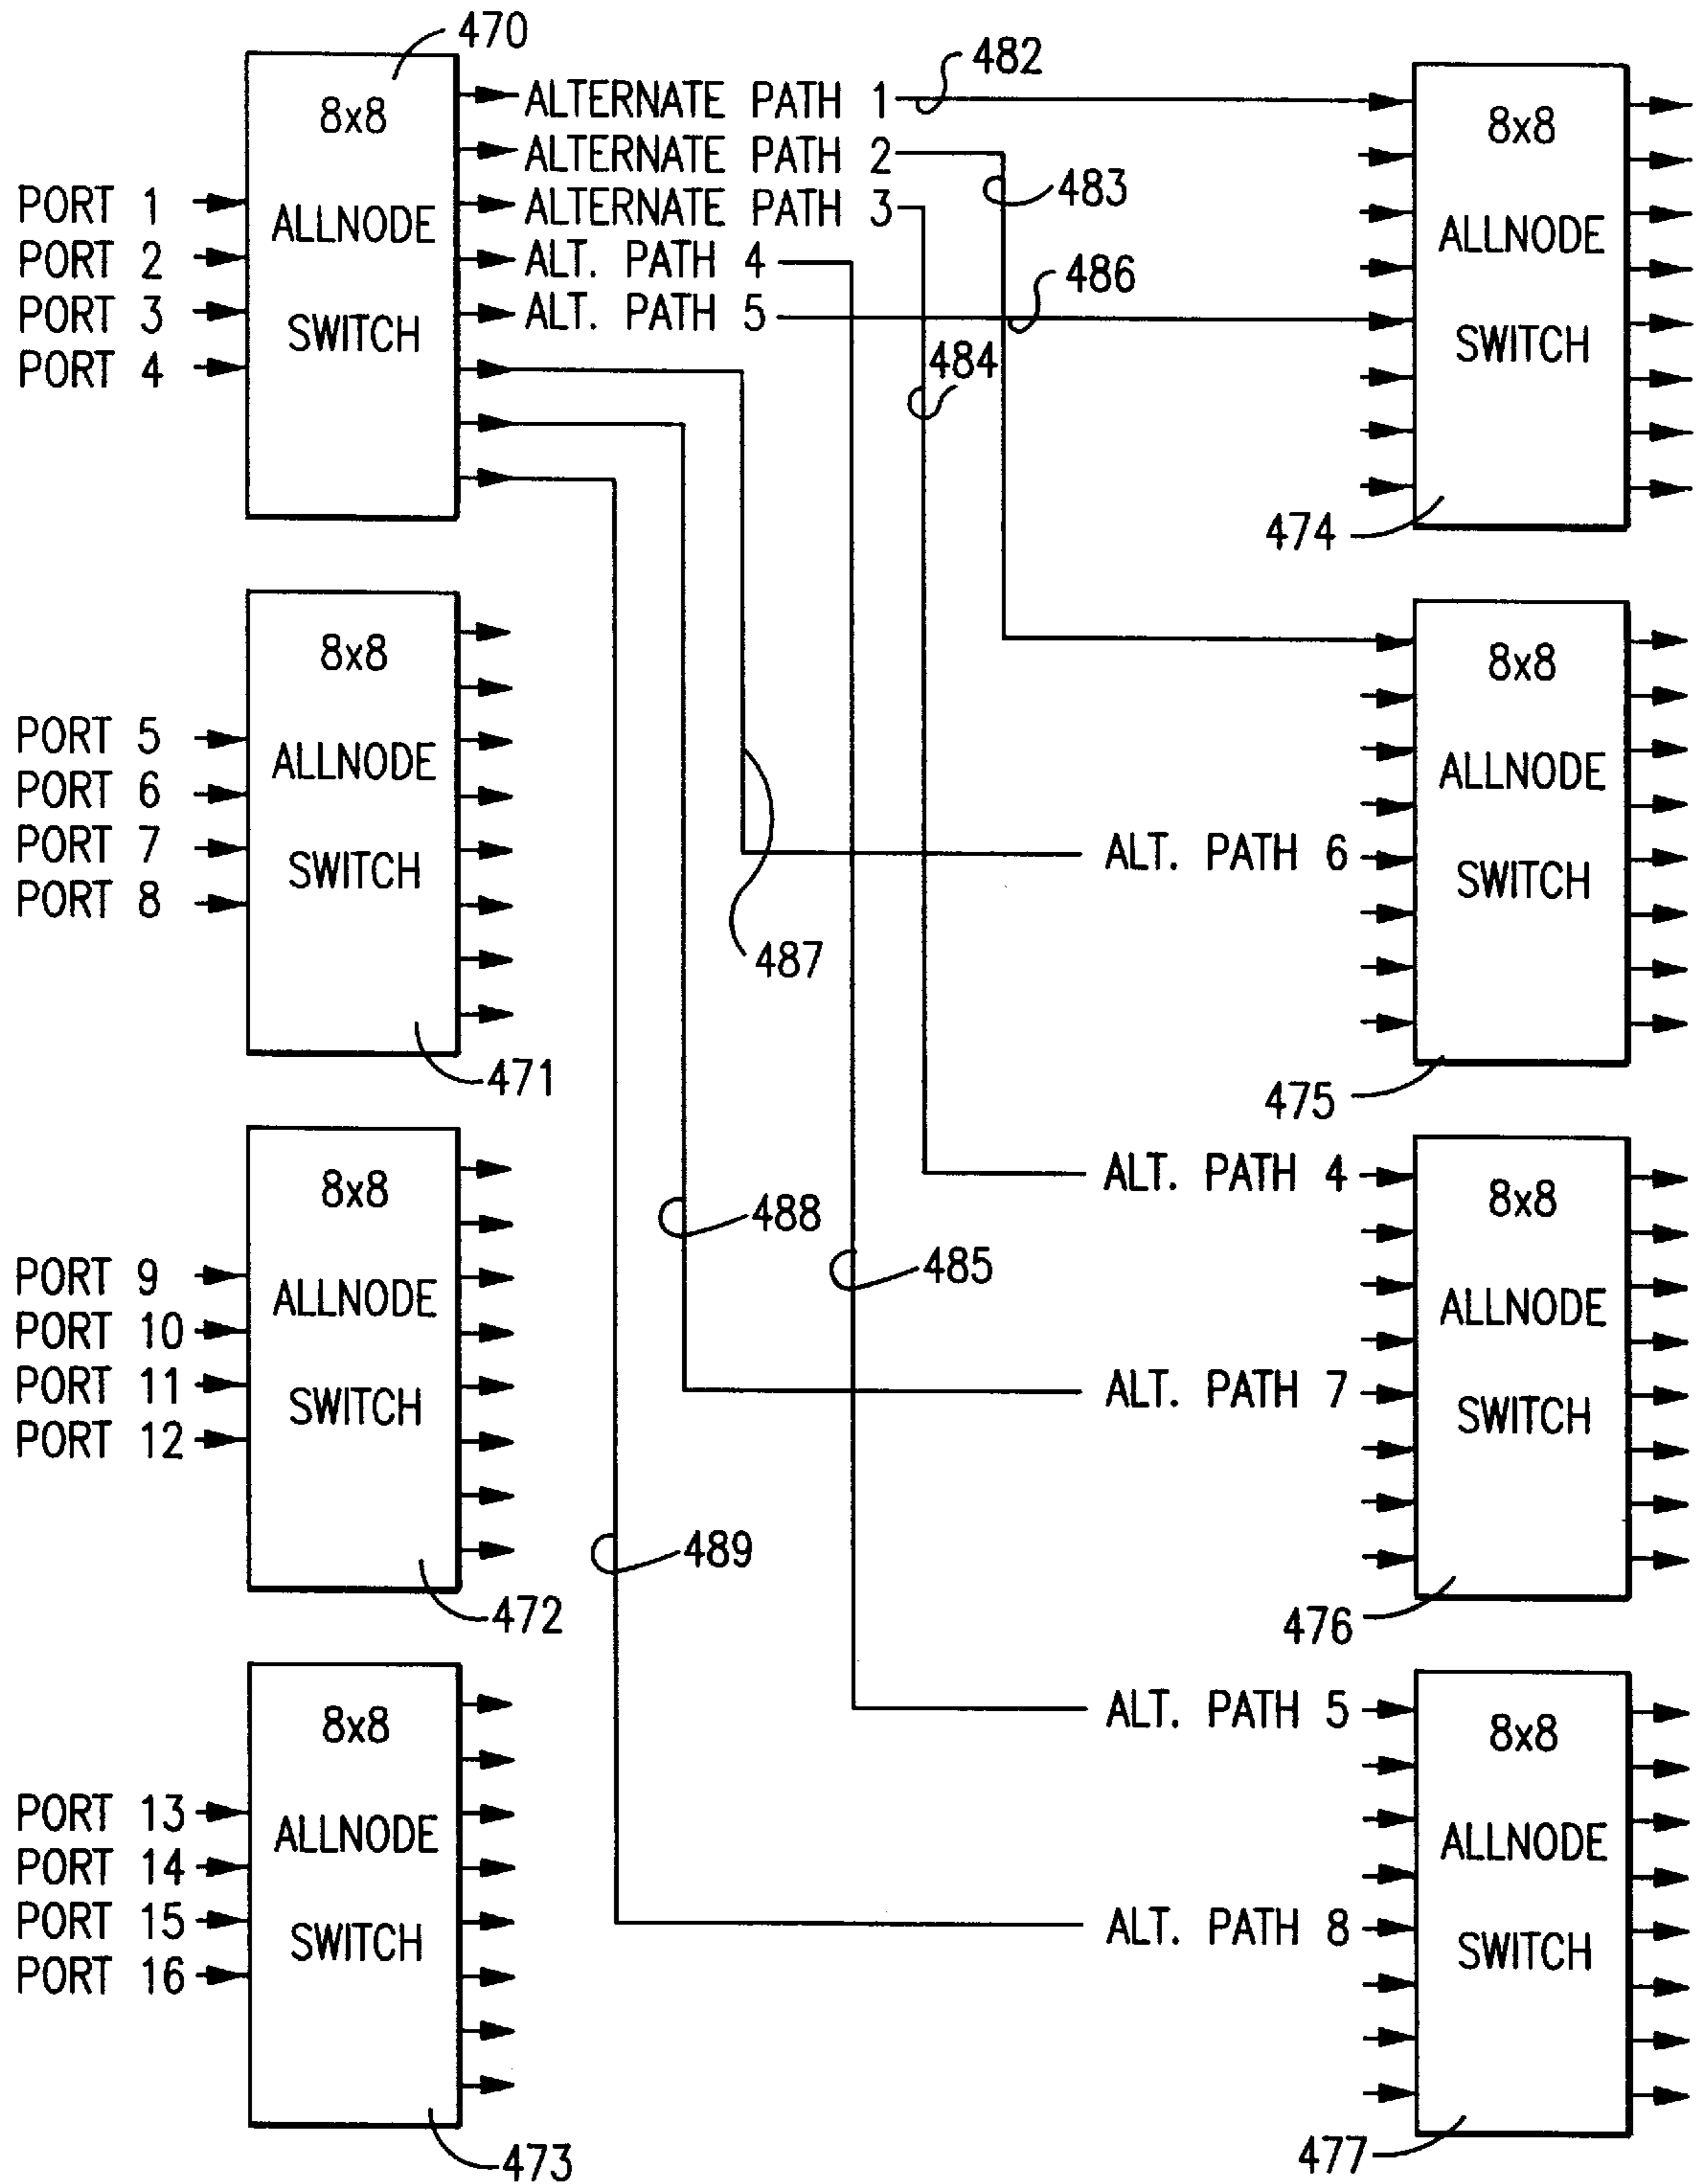 470
8x8
ALLNODE
SWITCH
PORT 1
PORT 2
PORT 3
PORT 4
ALTERNATE PATH 1
ALTERNATE PATH 2
ALTERNATE PATH 3
ALT. PATH 4
ALT. PATH 5
482
483
486
484
8x8
ALLNODE
SWITCH
474
8x8
ALLNODE
SWITCH
PORT 5
PORT 6
PORT 7
PORT 8
471
487
ALT. PATH 6
8x8
ALLNODE
SWITCH
475
8x8
ALLNODE
SWITCH
PORT 9
PORT 10
PORT 11
PORT 12
472
488
485
489
ALT. PATH 4
ALT. PATH 7
8x8
ALLNODE
SWITCH
476
8x8
ALLNODE
SWITCH
PORT 13
PORT 14
PORT 15
PORT 16
473
ALT. PATH 5
ALT. PATH 8
8x8
ALLNODE
SWITCH
477